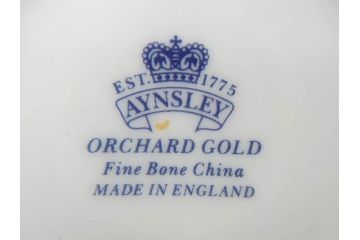 EST. 1775
AYNSLEY
ORCHARD GOLD
Fine Bone China
MADE IN ENGLAND